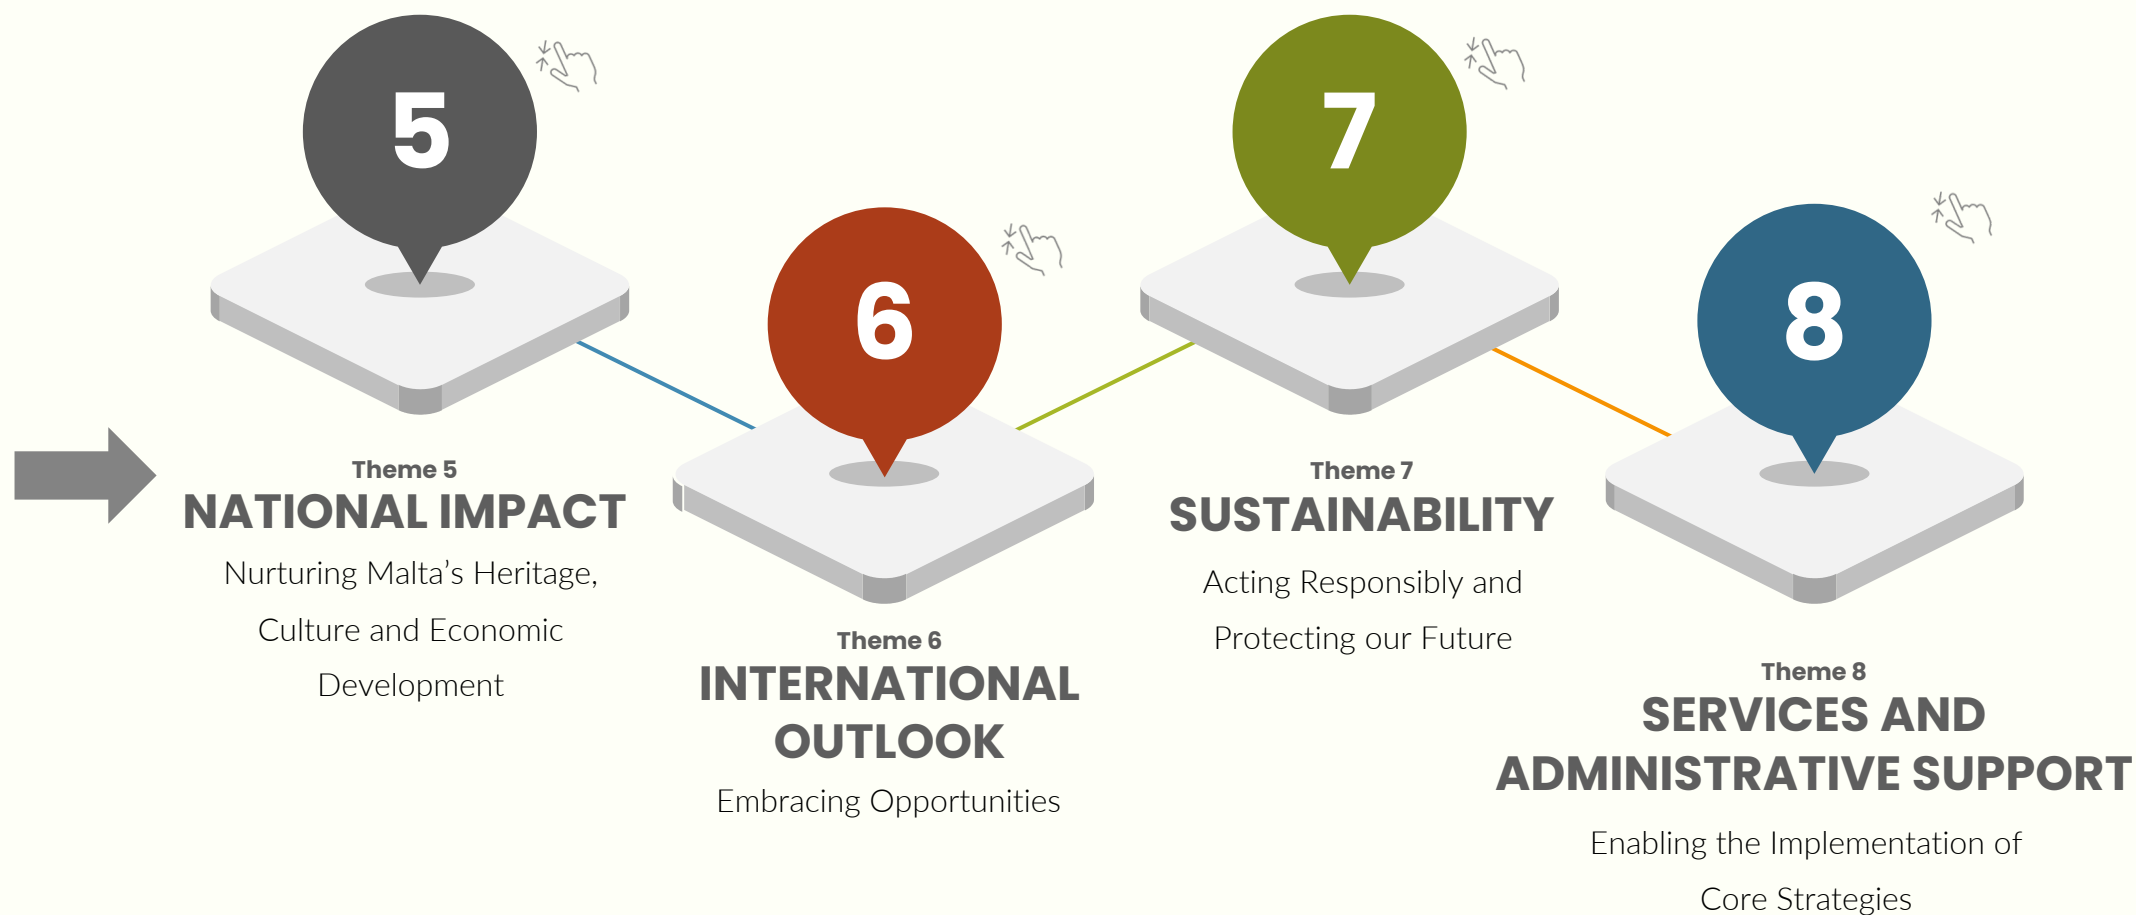 5
Theme 5
NATIONAL IMPACT
Nurturing Malta’s Heritage,
Culture and Economic
Development
6
Theme 6
INTERNATIONAL
OUTLOOK
Embracing Opportunities
7
Theme 7
SUSTAINABILITY
Acting Responsibly and
Protecting our Future
8
Theme 8
SERVICES AND
ADMINISTRATIVE SUPPORT
Enabling the Implementation of
Core Strategies